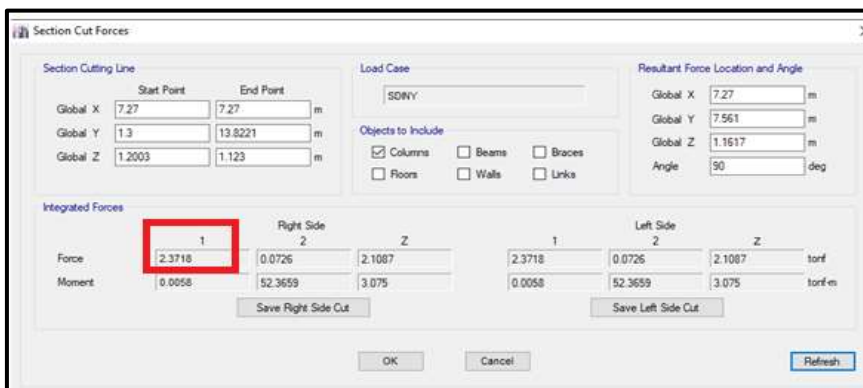 Section Cut Forces
Section Cutting Line
Start Point End Point
Global X 7.27 7.27 m
Global Y 1.3 13.8221 m
Global Z 1.2003 1.123 m
Load Case
SDINY
Objects to Include
Columns Beams Braces
Floors Walls Links
Resultant Force Location and Angle
Global X 7.27 m
Global Y 7.561 m
Global Z 1.1617 m
Angle 90 deg
Integrated Forces
Right Side Left Side
1 2 Z 1 2 Z
Force 2.3718 0.0726 2.1087 2.3718 0.0726 2.1087 tonf
Moment 0.0058 52.3659 3.075 0.0058 52.3659 3.075 tonf-m
Save Right Side Cut Save Left Side Cut
OK Cancel Refresh